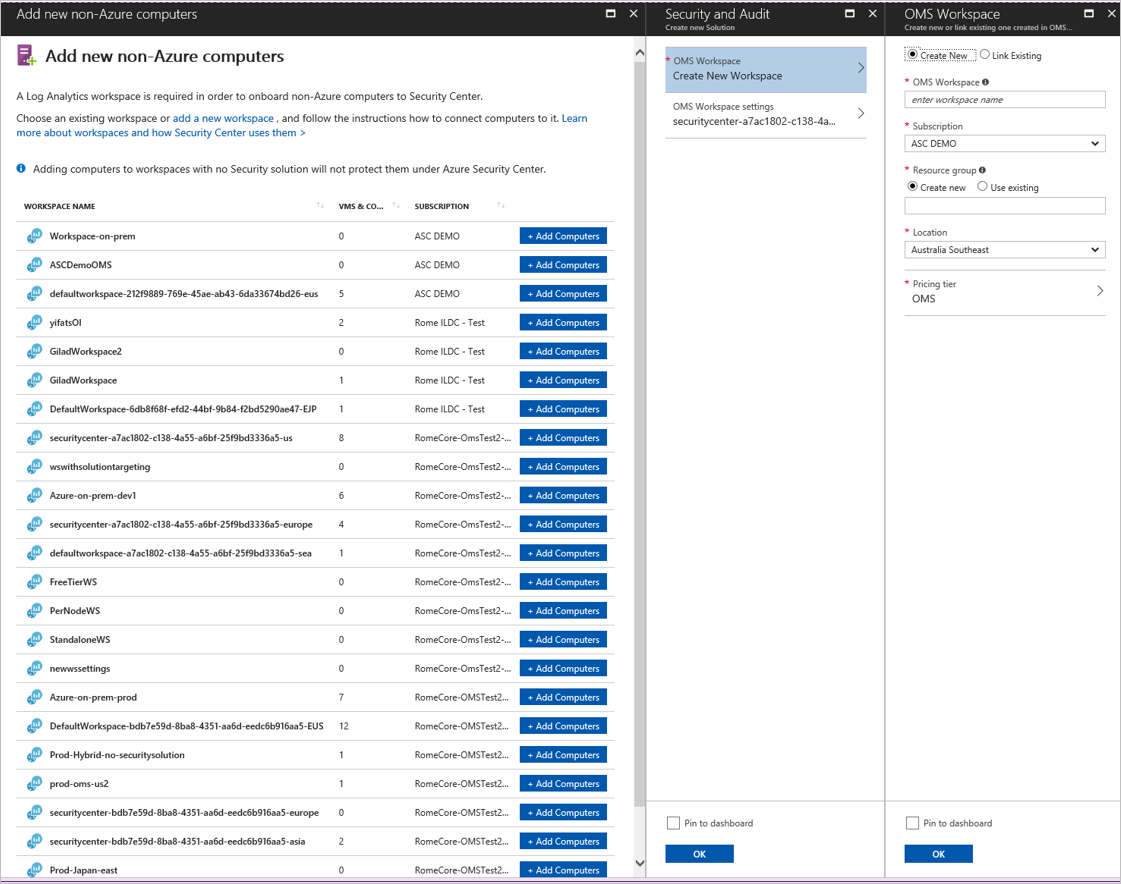 Add new non-Azure computers
Add new non-Azure computers
A Log Analytics workspace is required in order to onboard non-Azure computers to Security Center.
Choose an existing workspace or add a new workspace , and follow the instructions how to connect computers to it. Learn
more about workspaces and how Security Center uses them >
Adding computers to workspaces with no Security solution will not protect them under Azure Security Center.
WORKSPACE NAME VMS & CO... SUBSCRIPTION
Workspace-on-prem 0 ASC DEMO + Add Computers
ASCDemoOMS 0 ASC DEMO + Add Computers
defaultworkspace-212f9889-769e-45ae-ab43-6da33674bd26-eus 5 ASC DEMO + Add Computers
yifatsOI 2 Rome ILDC - Test + Add Computers
GiladWorkspace2 0 Rome ILDC - Test + Add Computers
GiladWorkspace 1 Rome ILDC - Test + Add Computers
DefaultWorkspace-6db8f68f-efd2-44bf-9b84-f2bd5290ae47-EJP 1 Rome ILDC - Test + Add Computers
securitycenter-a7ac1802-c138-4a55-a6bf-25f9bd3336a5-us 8 RomeCore-OmsTest2-... + Add Computers
wswithsolutiontargeting 0 RomeCore-OmsTest2-... + Add Computers
Azure-on-prem-dev1 6 RomeCore-OmsTest2-... + Add Computers
securitycenter-a7ac1802-c138-4a55-a6bf-25f9bd3336a5-europe 4 RomeCore-OmsTest2-... + Add Computers
defaultworkspace-a7ac1802-c138-4a55-a6bf-25f9bd3336a5-sea 1 RomeCore-OmsTest2-... + Add Computers
FreeTierWS 0 RomeCore-OmsTest2-... + Add Computers
PerNodeWS 0 RomeCore-OmsTest2-... + Add Computers
StandaloneWS 0 RomeCore-OmsTest2-... + Add Computers
newwssettings 0 RomeCore-OmsTest2-... + Add Computers
Azure-on-prem-prod 7 RomeCore-OMSTest2... + Add Computers
DefaultWorkspace-bdb7e59d-8ba8-4351-aa6d-eedc6b916aa5-EUS 12 RomeCore-OMSTest2... + Add Computers
Prod-Hybrid-no-securitysolution 1 RomeCore-OMSTest2... + Add Computers
prod-oms-us2 1 RomeCore-OMSTest2... + Add Computers
securitycenter-bdb7e59d-8ba8-4351-aa6d-eedc6b916aa5-europe 0 RomeCore-OMSTest2... + Add Computers
securitycenter-bdb7e59d-8ba8-4351-aa6d-eedc6b916aa5-asia 2 RomeCore-OMSTest2... + Add Computers
Prod-Japan-east 0 RomeCore-OMSTest2... + Add Computers
Security and Audit
Create new Solution
* OMS Workspace
Create New Workspace
OMS Workspace settings
securitycenter-a7ac1802-c138-4a...
Pin to dashboard
OK
OMS Workspace
Create new or link existing one created in OMS...
Create New Link Existing
* OMS Workspace
enter workspace name
* Subscription
ASC DEMO
* Resource group
Create new Use existing
* Location
Australia Southeast
* Pricing tier
OMS
Pin to dashboard
OK